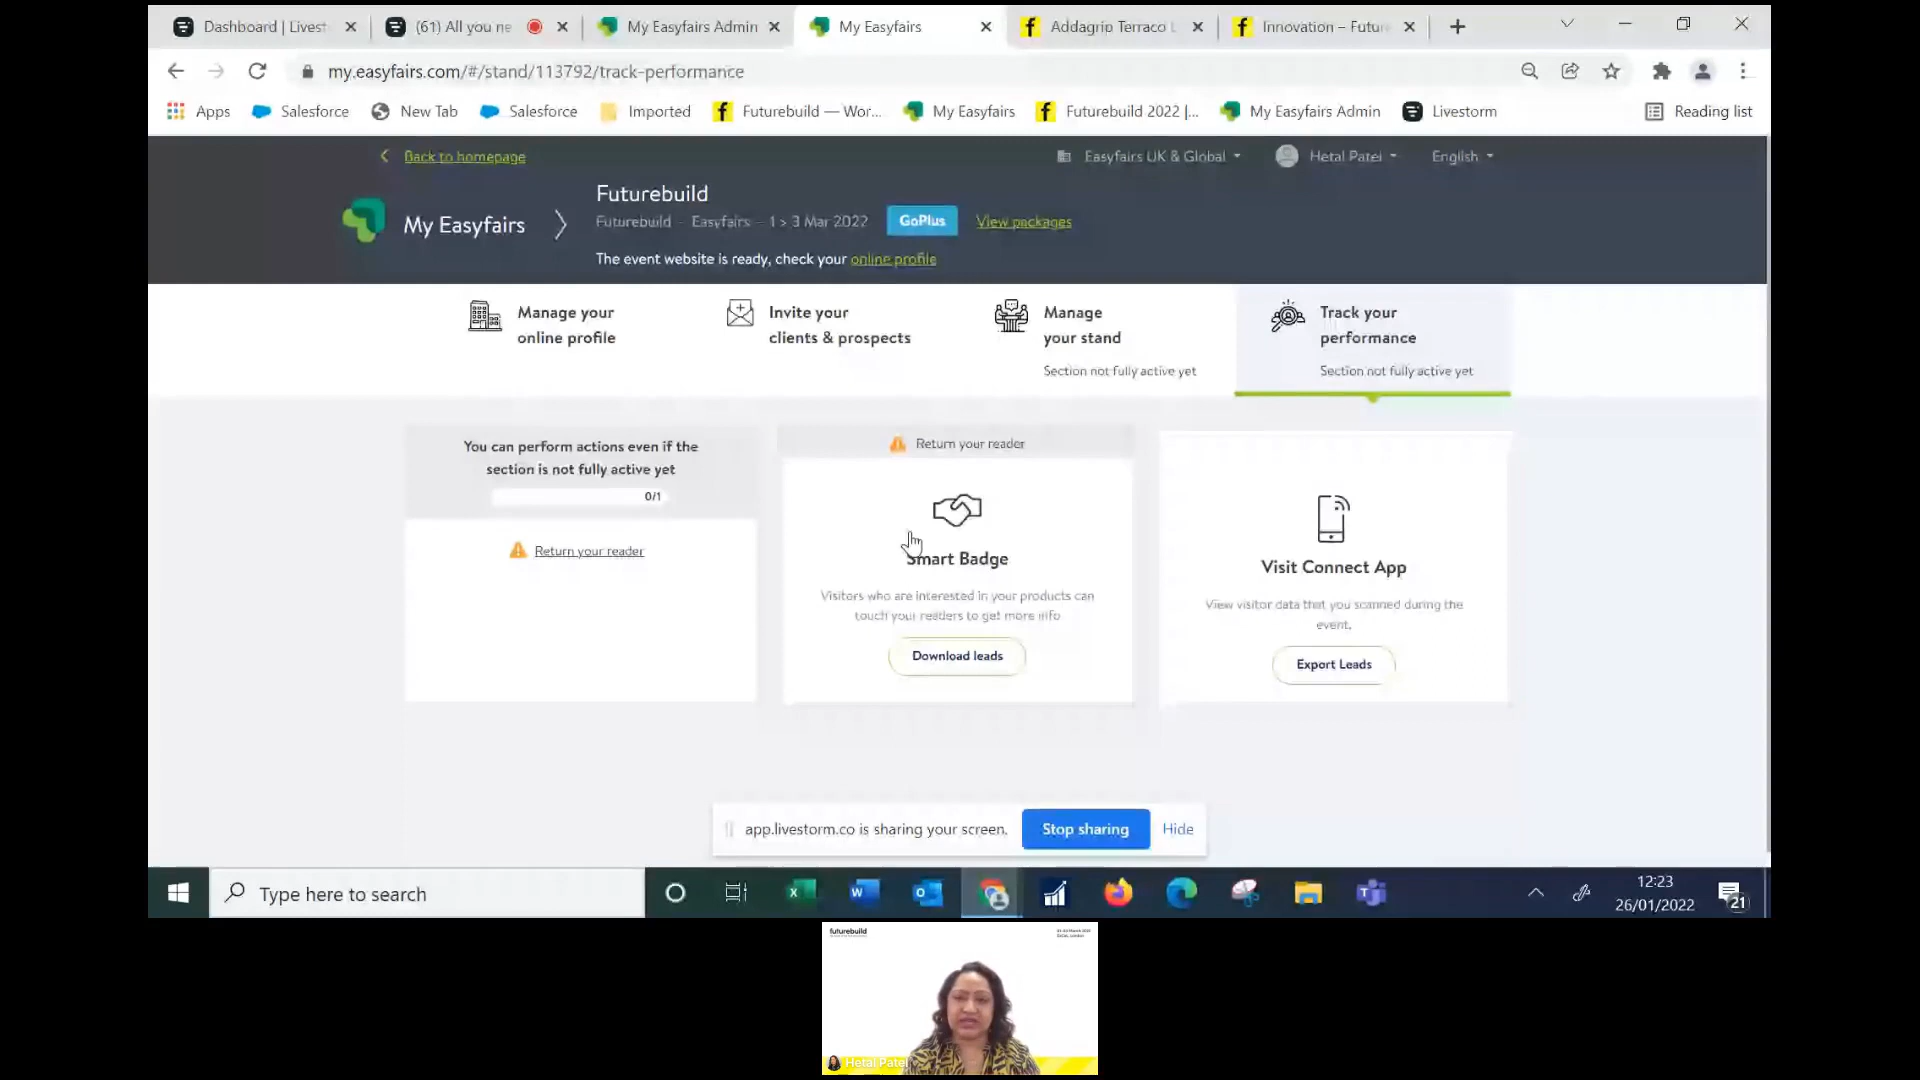 Dashboard | Livest
(61) All you ne
My Easyfairs Admin
My Easyfairs
Addagrip Terraco L
Innovation – Futur
my.easyfairs.com/#/stand/113792/track-performance
Apps
Salesforce
New Tab
Salesforce
Imported
Futurebuild — Wor...
My Easyfairs
Futurebuild 2022 |...
My Easyfairs Admin
Livestorm
Reading list
Back to homepage
Easyfairs UK & Global
Hetal Patel
English
My Easyfairs
Futurebuild
Futurebuild - Easyfairs - 1 > 3 Mar 2022
GoPlus
View packages
The event website is ready, check your online profile
Manage your
online profile
Invite your
clients & prospects
Manage
your stand
Section not fully active yet
Track your
performance
Section not fully active yet
You can perform actions even if the
section is not fully active yet
0/1
Return your reader
Return your reader
Smart Badge
Visitors who are interested in your products can
touch your readers to get more info
Download leads
Visit Connect App
View visitor data that you scanned during the
event.
Export Leads
app.livestorm.co is sharing your screen.
Stop sharing
Hide
Type here to search
12:23
26/01/2022
21
futurebuild
Hetal Patel